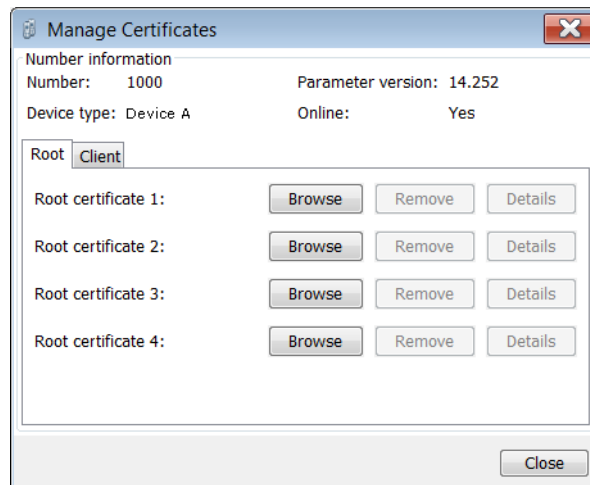 Manage Certificates
Number information
Number: 1000 Parameter version: 14.252
Device type: Device A Online: Yes
Root Client
Root certificate 1: Browse Remove Details
Root certificate 2: Browse Remove Details
Root certificate 3: Browse Remove Details
Root certificate 4: Browse Remove Details
Close